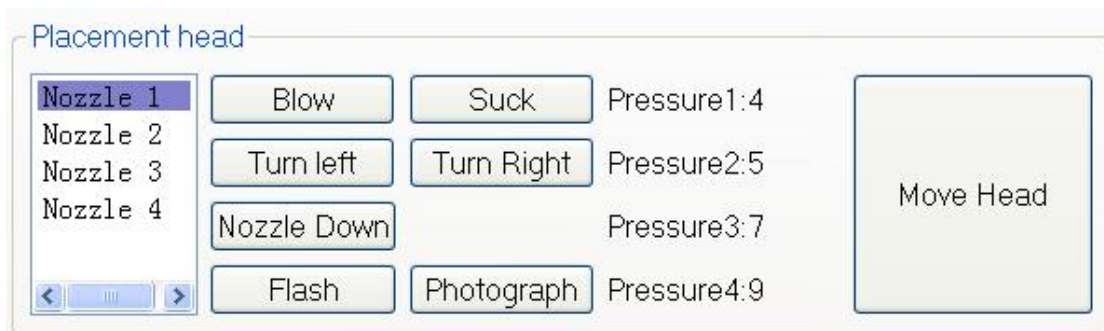 Placement head
Nozzle 1
Nozzle 2
Nozzle 3
Nozzle 4
Blow
Suck
Pressure1:4
Turn left
Turn Right
Pressure2:5
Nozzle Down
Pressure3:7
Flash
Photograph
Pressure4:9
Move Head